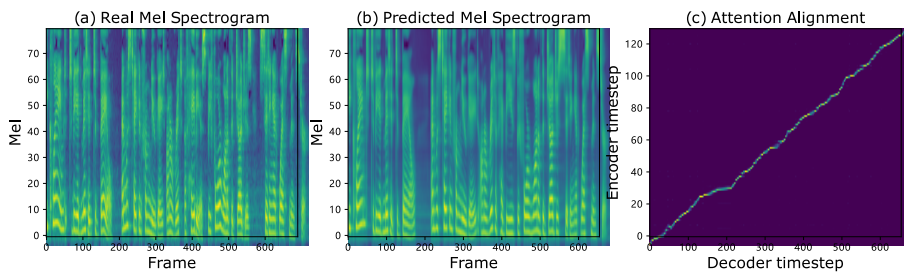 (a) Real Mel Spectrogram
70
60
50
40
30
20
10
0
Mel
0 100 200 300 400 500 600
Frame
(b) Predicted Mel Spectrogram
70
60
50
40
30
20
10
0
Mel
0 100 200 300 400 500 600
Frame
(c) Attention Alignment
120
100
80
60
40
20
0
Encoder timestep
0 100 200 300 400 500 600
Decoder timestep